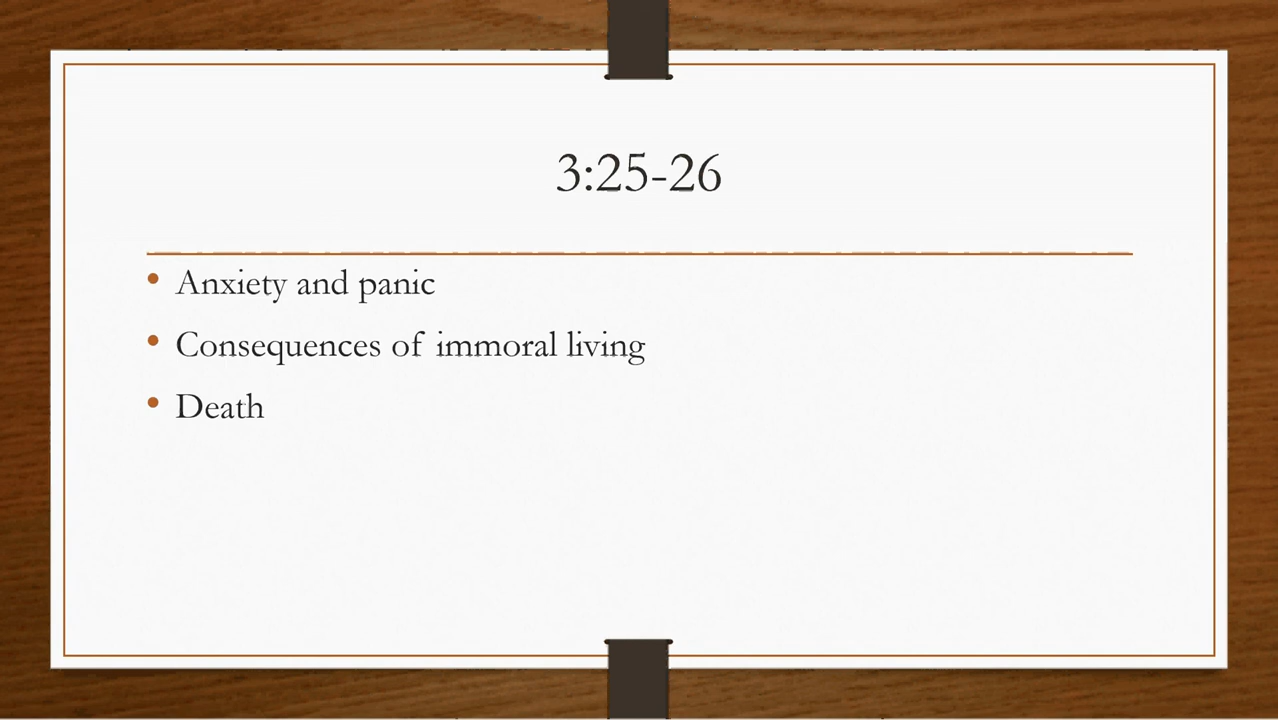 3:25-26
Anxiety and panic
Consequences of immoral living
Death